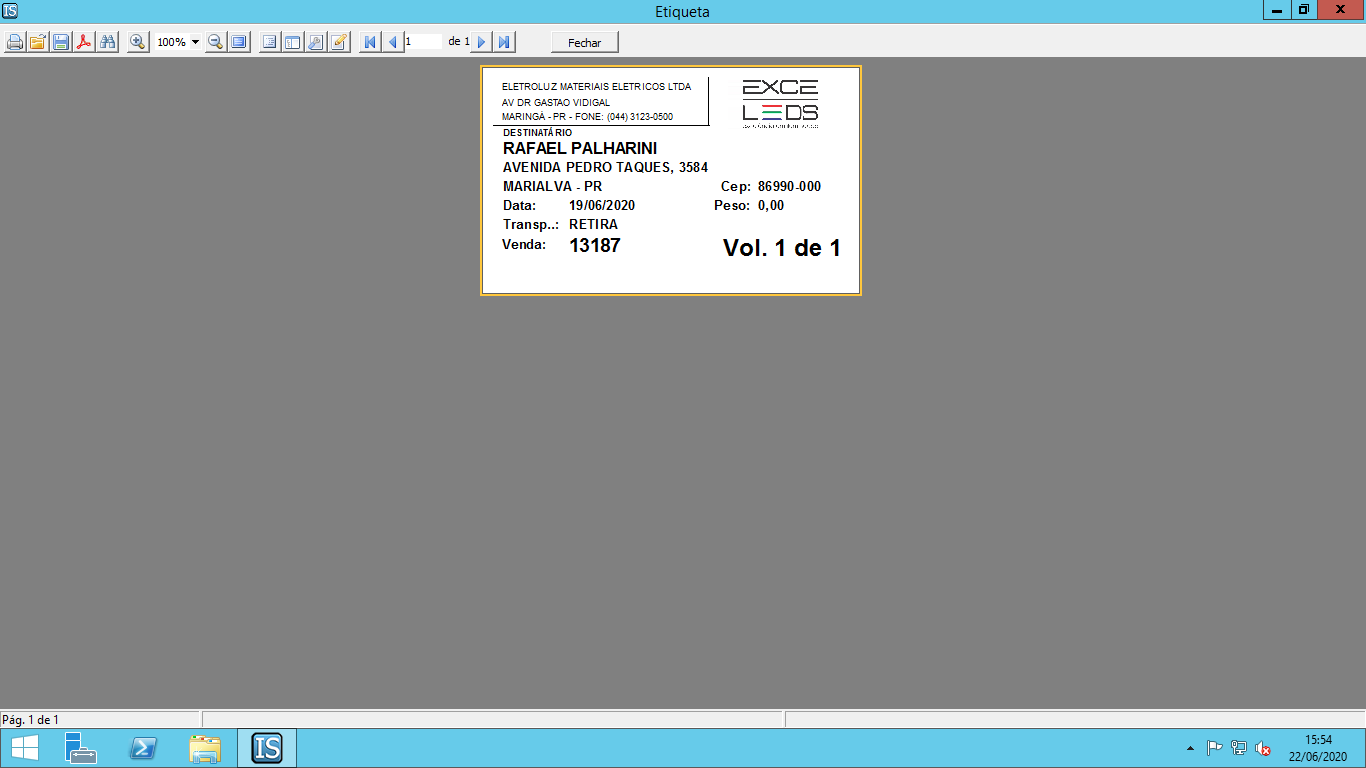 IS
Etiqueta
100%
1 de 1
Fechar
ELETROLUZ MATERIAIS ELETRICOS LTDA
AV DR GASTAO VIDIGAL
MARINGÁ - PR - FONE: (044) 3123-0500
EXCE
LEDS
DESTINATÁRIO
RAFAEL PALHARINI
AVENIDA PEDRO TAQUES, 3584
MARIALVA - PR Cep: 86990-000
Data: 19/06/2020 Peso: 0,00
Transp..: RETIRA
Venda: 13187 Vol. 1 de 1
Pág. 1 de 1
IS
15:54
22/06/2020